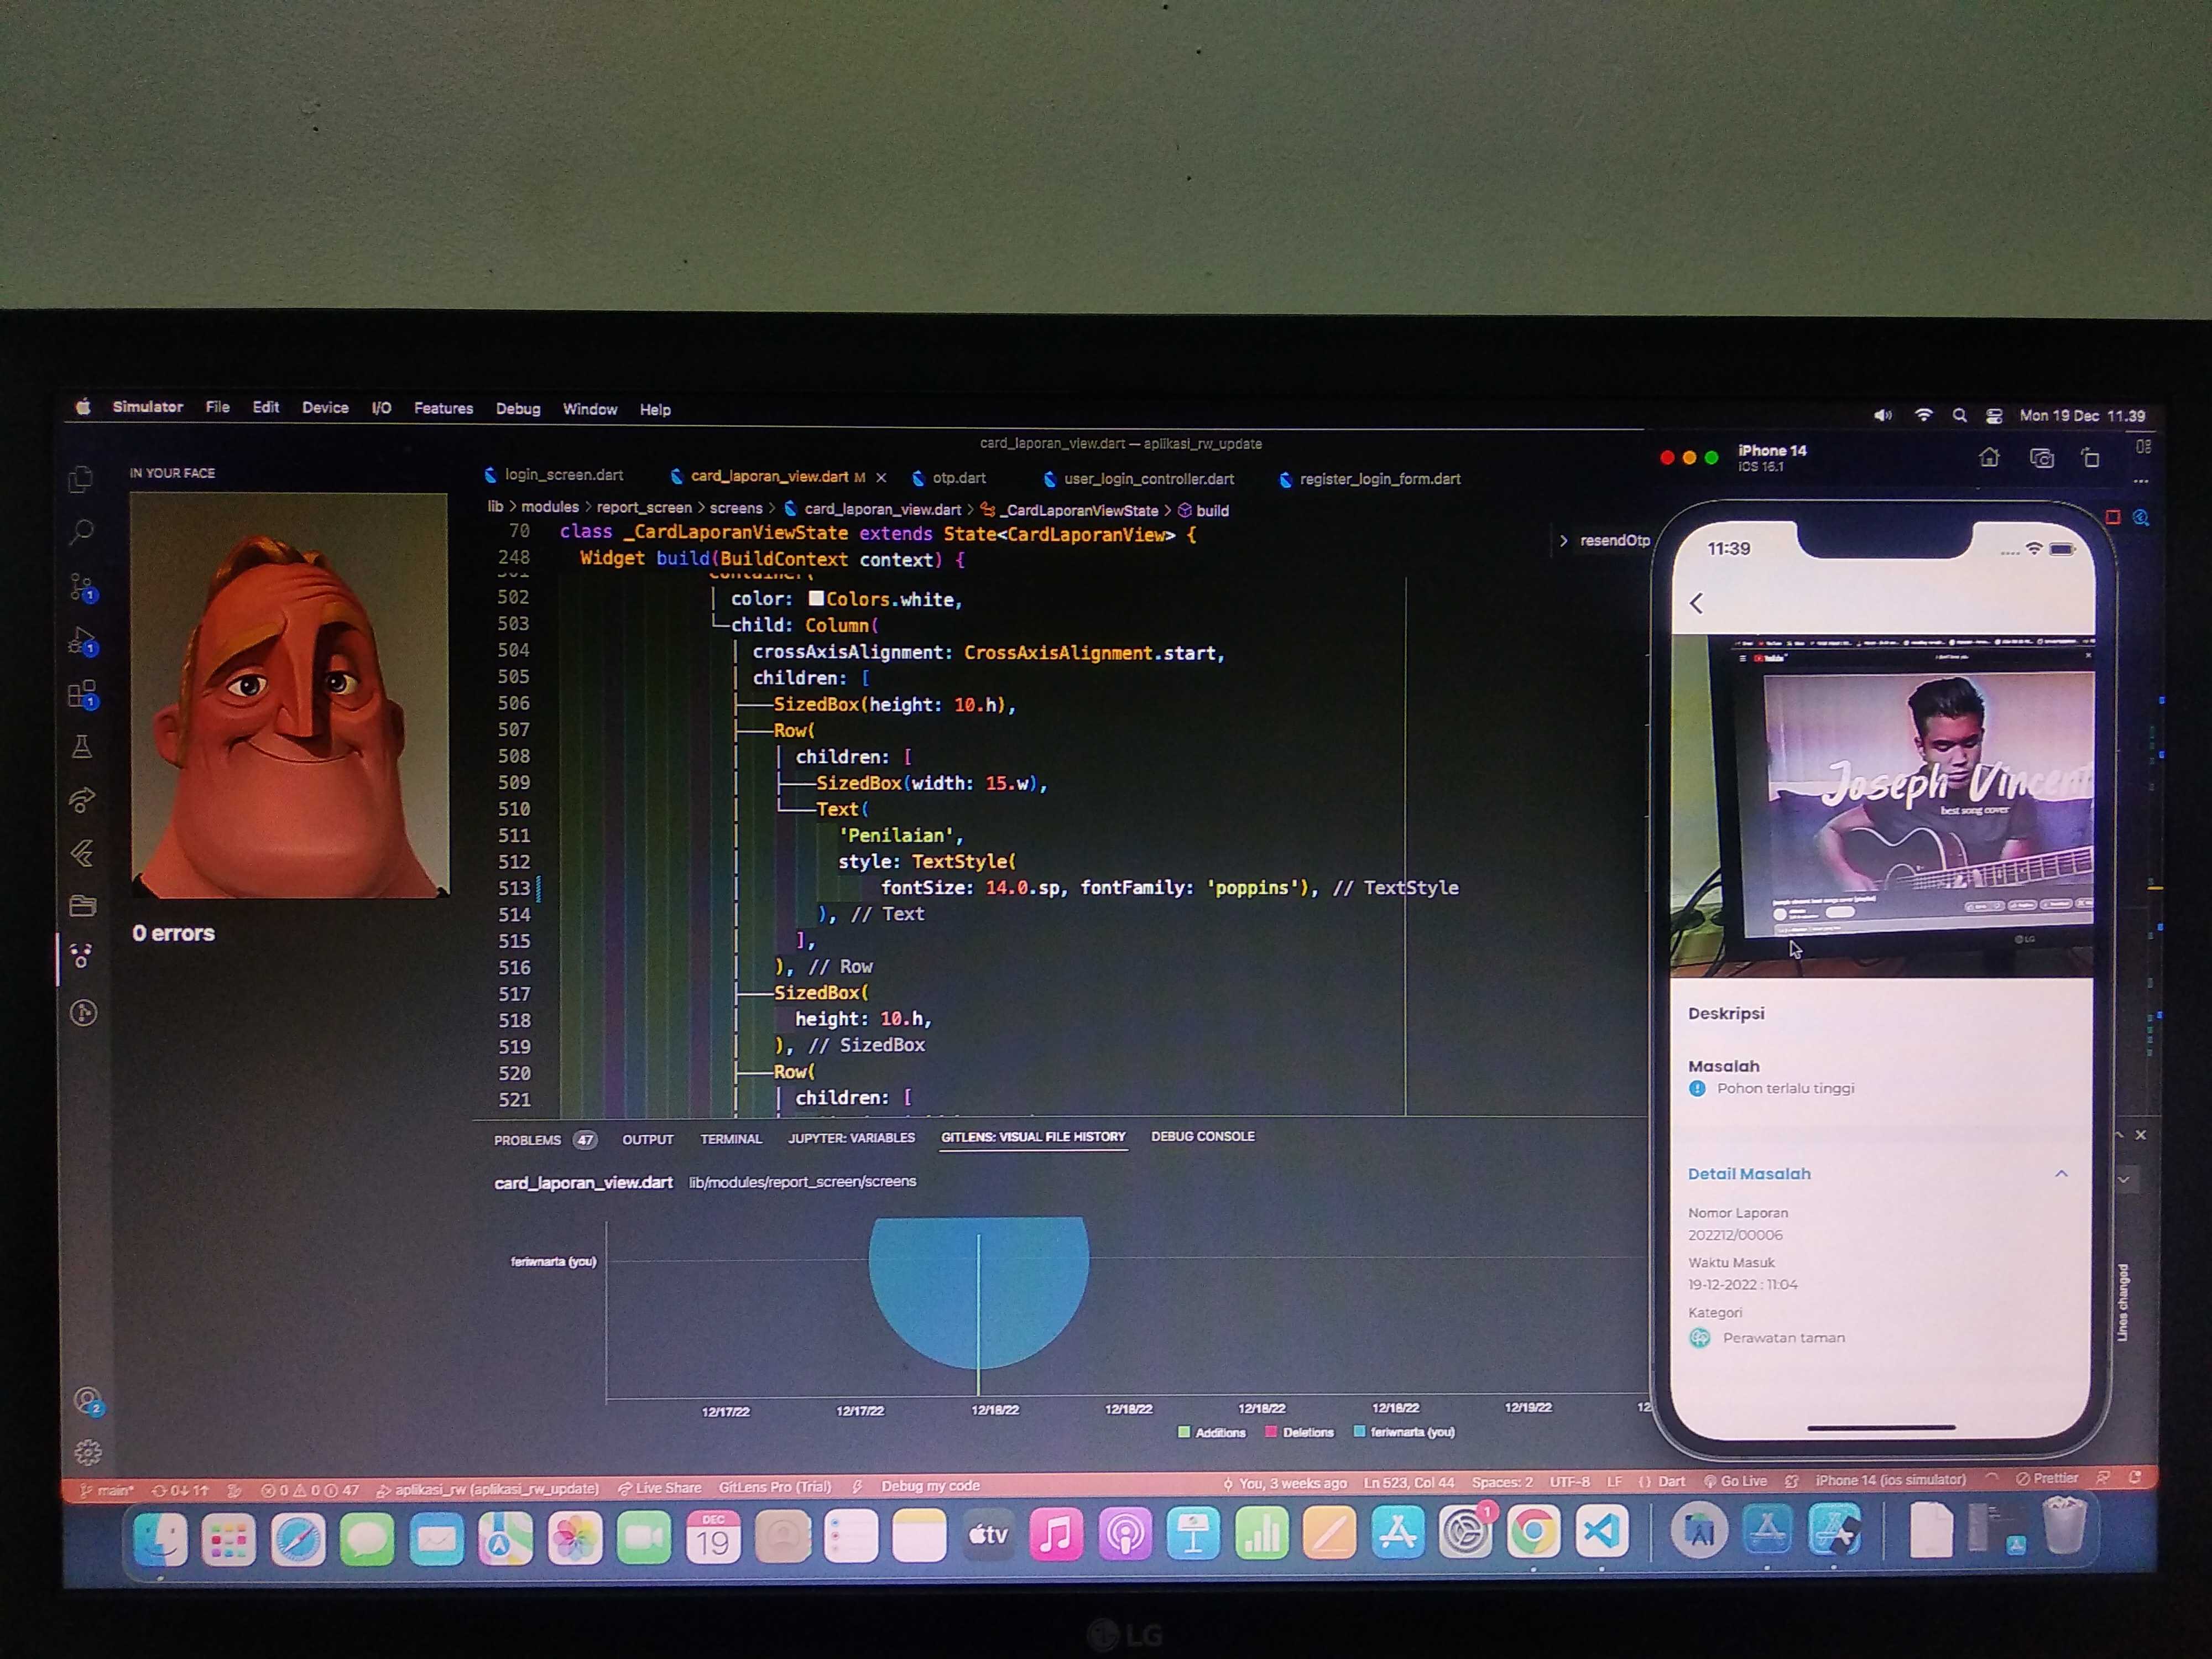 Simulator File Edit Device I/O Features Debug Window Help
Mon 19 Dec 11.39
card_laporan_view.dart — aplikasi_rw_update
IN YOUR FACE
0 errors
login_screen.dart card_laporan_view.dart M otp.dart user_login_controller.dart register_login_form.dart
lib > modules > report_screen > screens > card_laporan_view.dart > _CardLaporanViewState > build
70 class _CardLaporanViewState extends State<CardLaporanView> {
248 Widget build(BuildContext context) {
502 color: Colors.white,
503 child: Column(
504 crossAxisAlignment: CrossAxisAlignment.start,
505 children: [
506 SizedBox(height: 10.h),
507 Row(
508 children: [
509 SizedBox(width: 15.w),
510 Text(
511 'Penilaian',
512 style: TextStyle(
513 fontSize: 14.0.sp, fontFamily: 'poppins'), // TextStyle
514 ), // Text
515 ],
516 ), // Row
517 SizedBox(
518 height: 10.h,
519 ), // SizedBox
520 Row(
521 children: [
> resendOtp
PROBLEMS 47 OUTPUT TERMINAL JUPYTER: VARIABLES GITLENS: VISUAL FILE HISTORY DEBUG CONSOLE
card_laporan_view.dart lib/modules/report_screen/screens
feriwnarta (you)
12/17/22 12/17/22 12/18/22 12/18/22 12/18/22 12/18/22 12/19/22 12
Additions Deletions feriwnarta (you)
Lines changed
iPhone 14
iOS 16.1
11:39
YouTube
Joseph Vincent
best song cover
LG
Deskripsi
Masalah
Pohon terlalu tinggi
Detail Masalah
Nomor Laporan
202212/00006
Waktu Masuk
19-12-2022 : 11:04
Kategori
Perawatan taman
1
1
1
2
main* 0↓ 1↑ 0 0 47 aplikasi_rw (aplikasi_rw_update) Live Share GitLens Pro (Trial) Debug my code You, 3 weeks ago Ln 523, Col 44 Spaces: 2 UTF-8 LF {} Dart Go Live iPhone 14 (ios simulator) Prettier
DEC
19
tv
1
LG